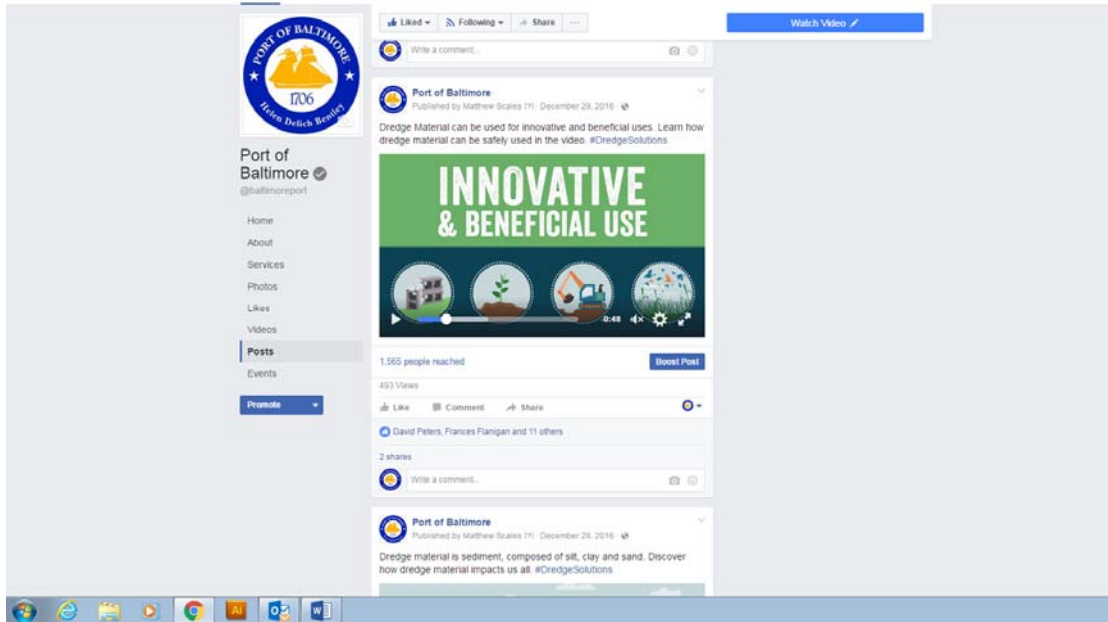 Liked Following Share ...
Watch Video
Write a comment...
PORT OF BALTIMORE
1706
Helen Delich Bentley
Port of
Baltimore
@baltimoreport
Home
About
Services
Photos
Likes
Videos
Posts
Events
Promote
Port of Baltimore
Published by Matthew Scales [?] · December 29, 2016 ·
Dredge Material can be used for innovative and beneficial uses. Learn how
dredge material can be safely used in the video. #DredgeSolutions
INNOVATIVE
& BENEFICIAL USE
0:48
1,565 people reached
Boost Post
493 Views
Like Comment Share
David Peters, Frances Flanigan and 11 others
2 shares
Write a comment...
Port of Baltimore
Published by Matthew Scales [?] · December 28, 2016 ·
Dredge material is sediment, composed of silt, clay and sand. Discover
how dredge material impacts us all. #DredgeSolutions
Ai
W